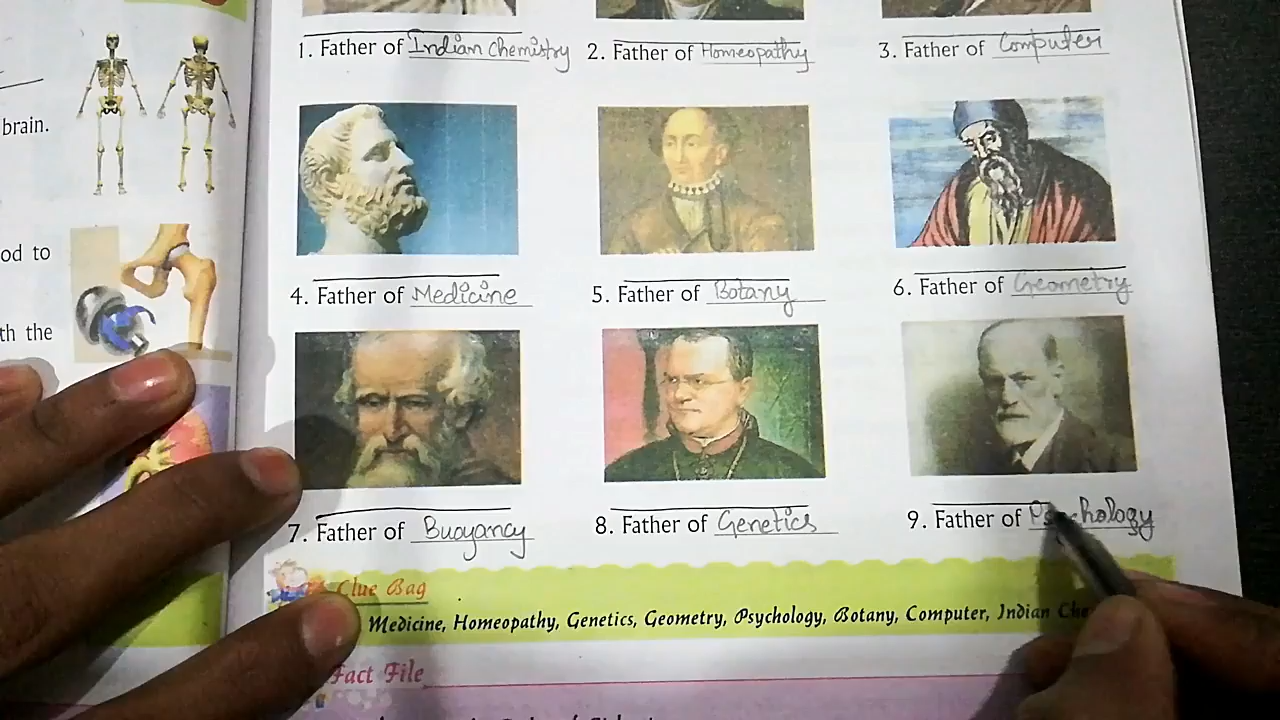 1. Father of Indian Chemistry
2. Father of Homeopathy
3. Father of Computer
brain.
od to
th the
4. Father of Medicine
5. Father of Botany
6. Father of Geometry
7. Father of Buoyancy
8. Father of Genetics
9. Father of Psychology
Clue Bag
Medicine, Homeopathy, Genetics, Geometry, Psychology, Botany, Computer, Indian Che
Fact File